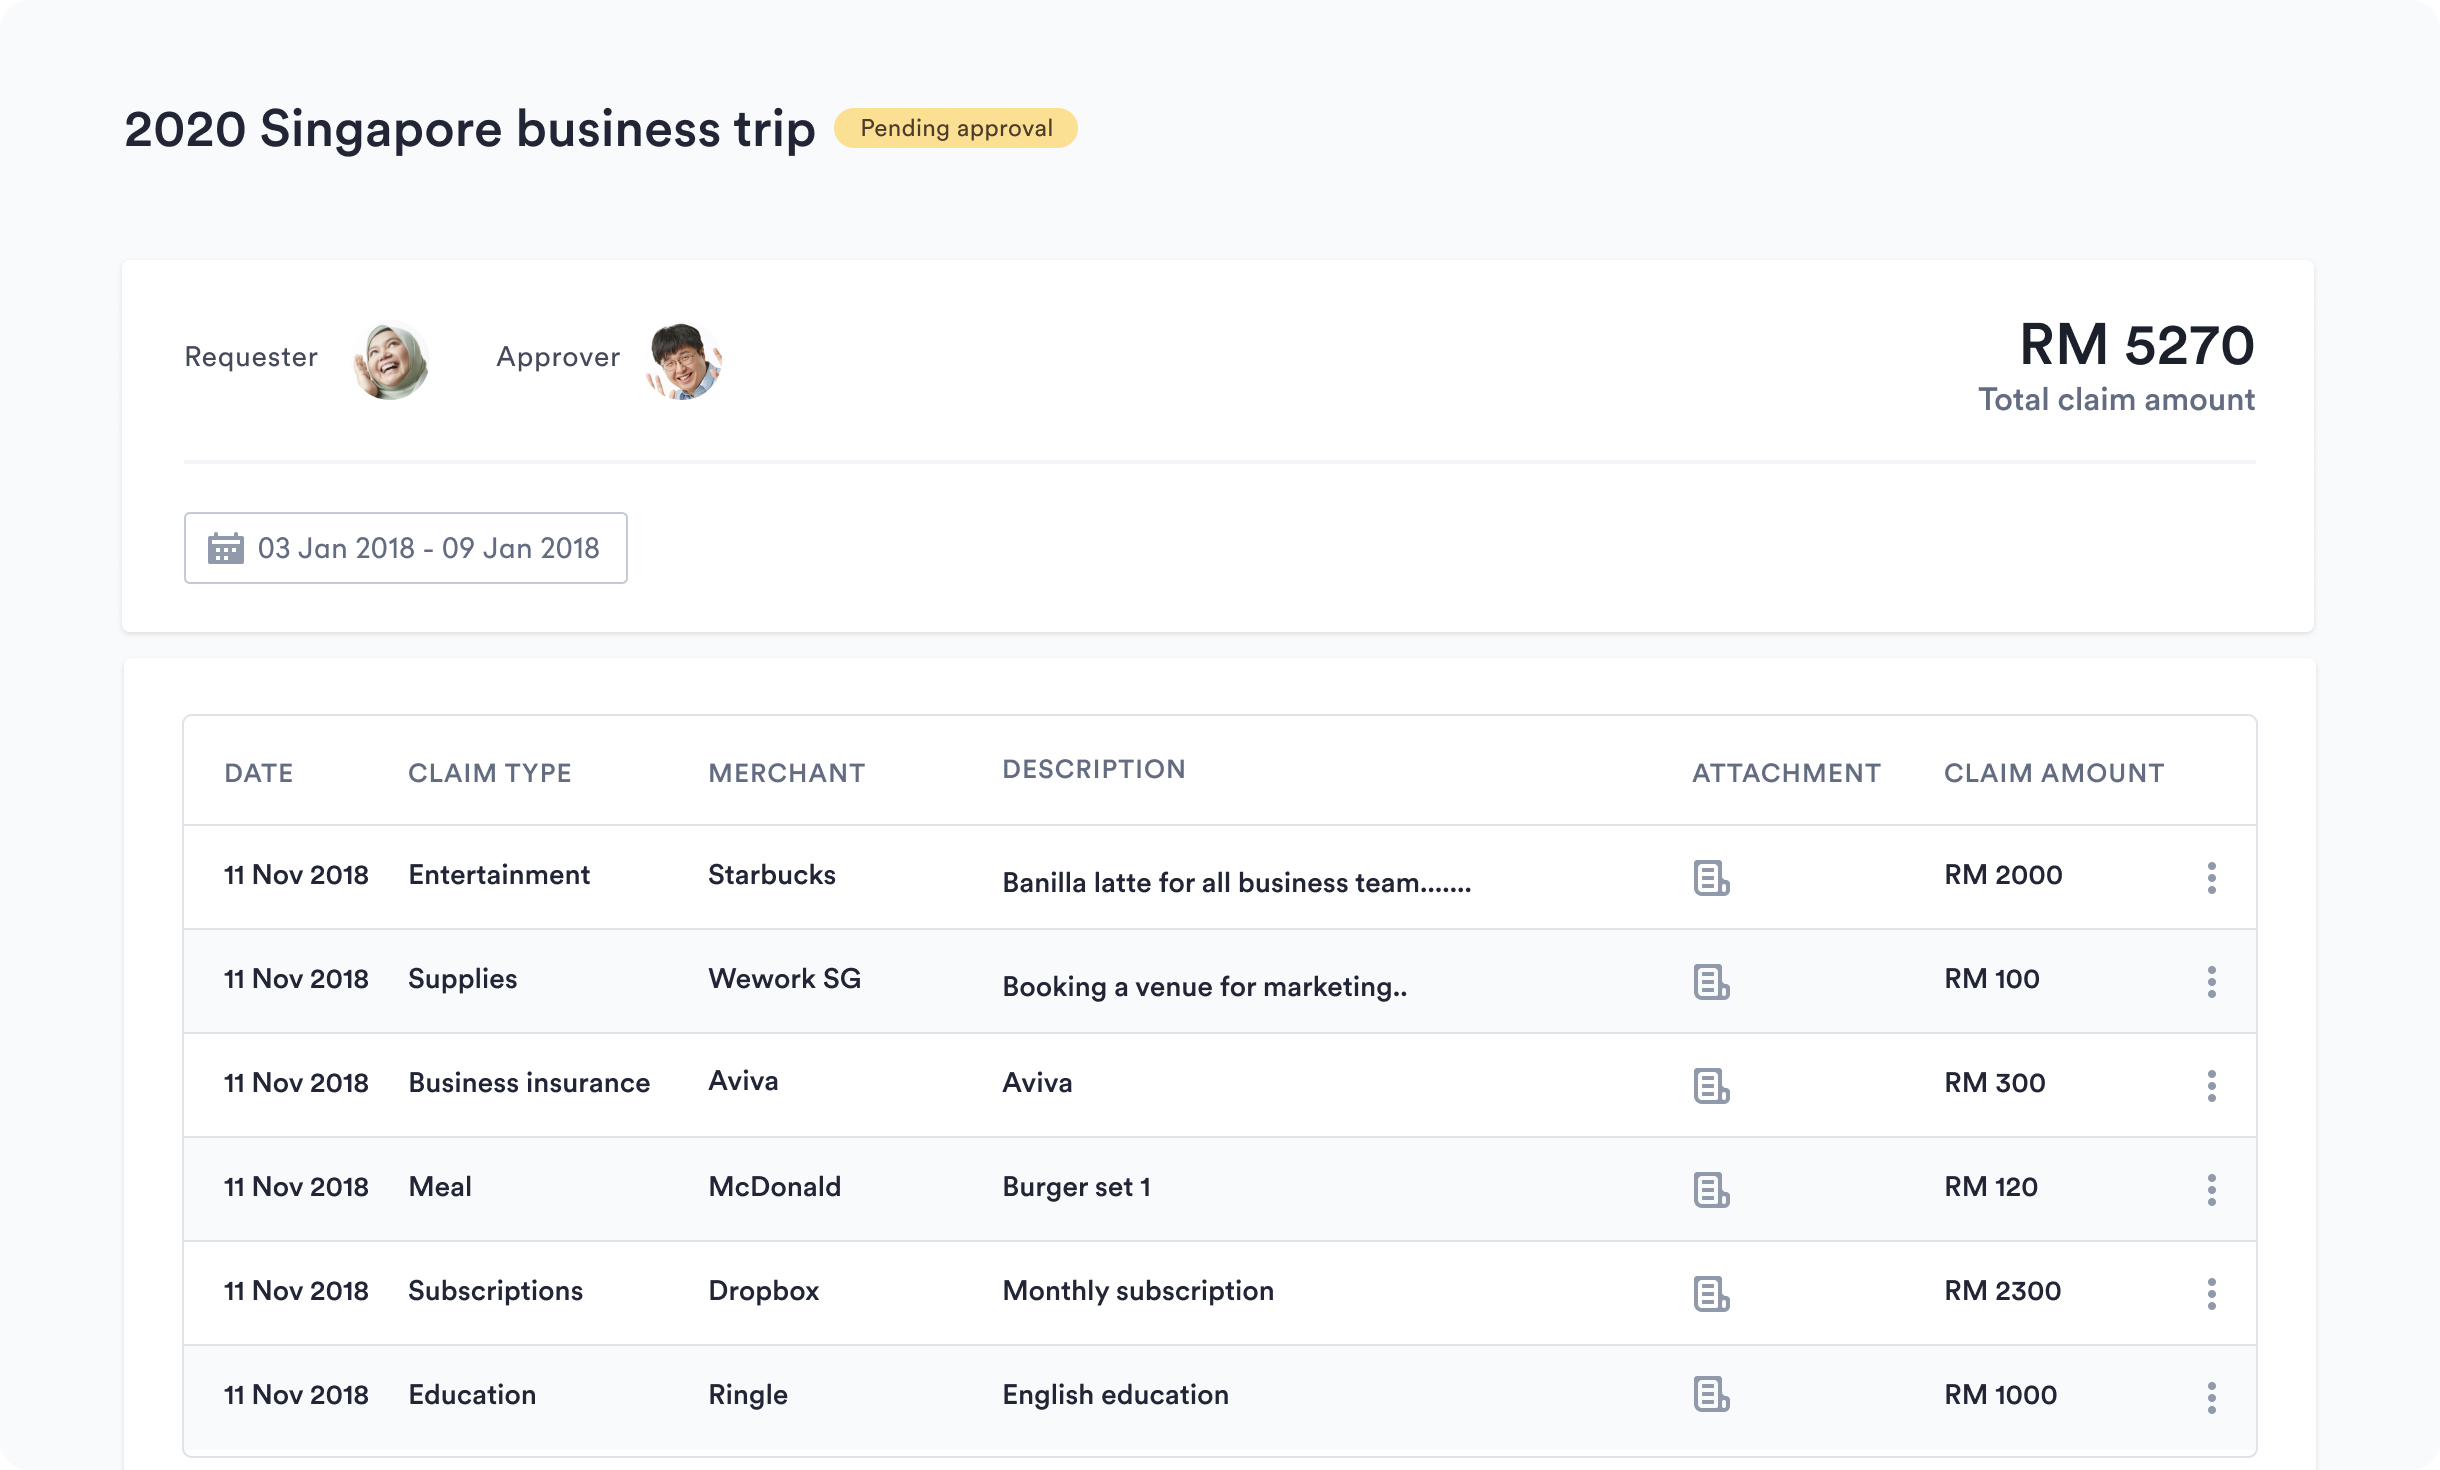 2020 Singapore business trip Pending approval
Requester Approver RM 5270
Total claim amount
03 Jan 2018 - 09 Jan 2018
DATE CLAIM TYPE MERCHANT DESCRIPTION ATTACHMENT CLAIM AMOUNT
11 Nov 2018 Entertainment Starbucks Banilla latte for all business team....... RM 2000
11 Nov 2018 Supplies Wework SG Booking a venue for marketing.. RM 100
11 Nov 2018 Business insurance Aviva Aviva RM 300
11 Nov 2018 Meal McDonald Burger set 1 RM 120
11 Nov 2018 Subscriptions Dropbox Monthly subscription RM 2300
11 Nov 2018 Education Ringle English education RM 1000